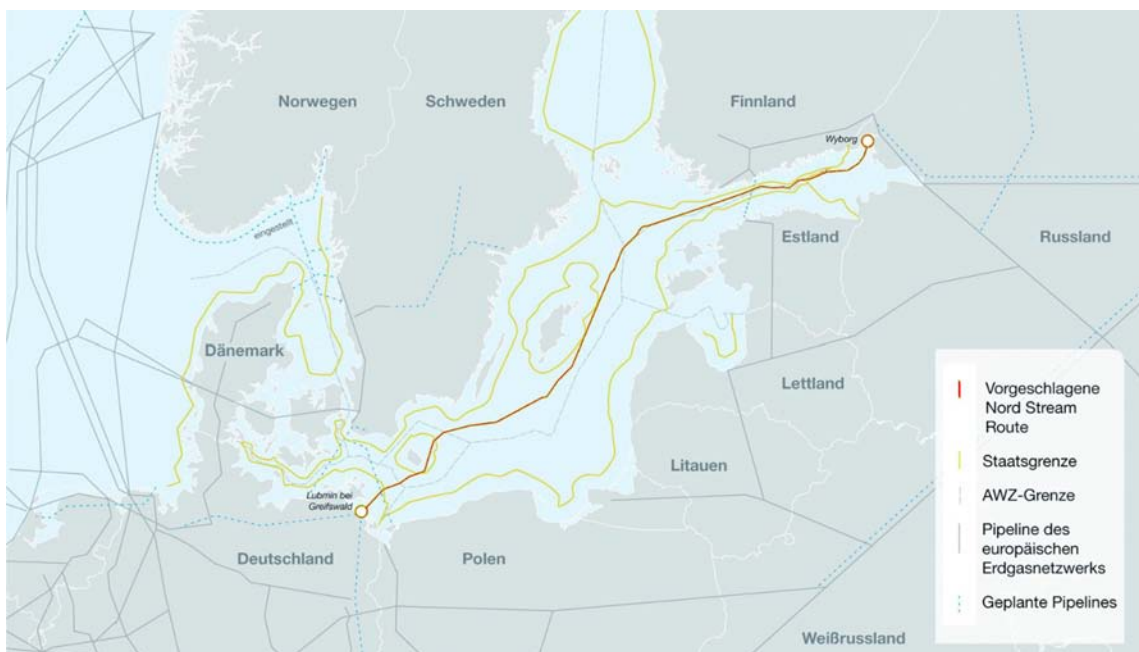 Norwegen
Schweden
Finnland
Wyborg
eingestellt
Estland
Russland
Dänemark
Lettland
Litauen
Lubmin bei
Greifswald
Deutschland
Polen
Weißrussland
Vorgeschlagene
Nord Stream
Route
Staatsgrenze
AWZ-Grenze
Pipeline des
europäischen
Erdgasnetzwerks
Geplante Pipelines